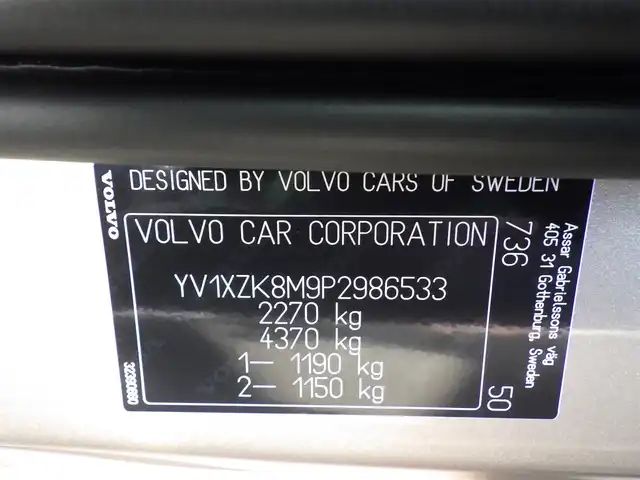 DESIGNED BY VOLVO CARS OF SWEDEN
VOLVO
VOLVO CAR CORPORATION
YV1XZK8M9P2986533
2270 kg
4370 kg
1- 1190 kg
2- 1150 kg
736
50
Assar Gabrielssons väg
405 31 Gothenburg, Sweden